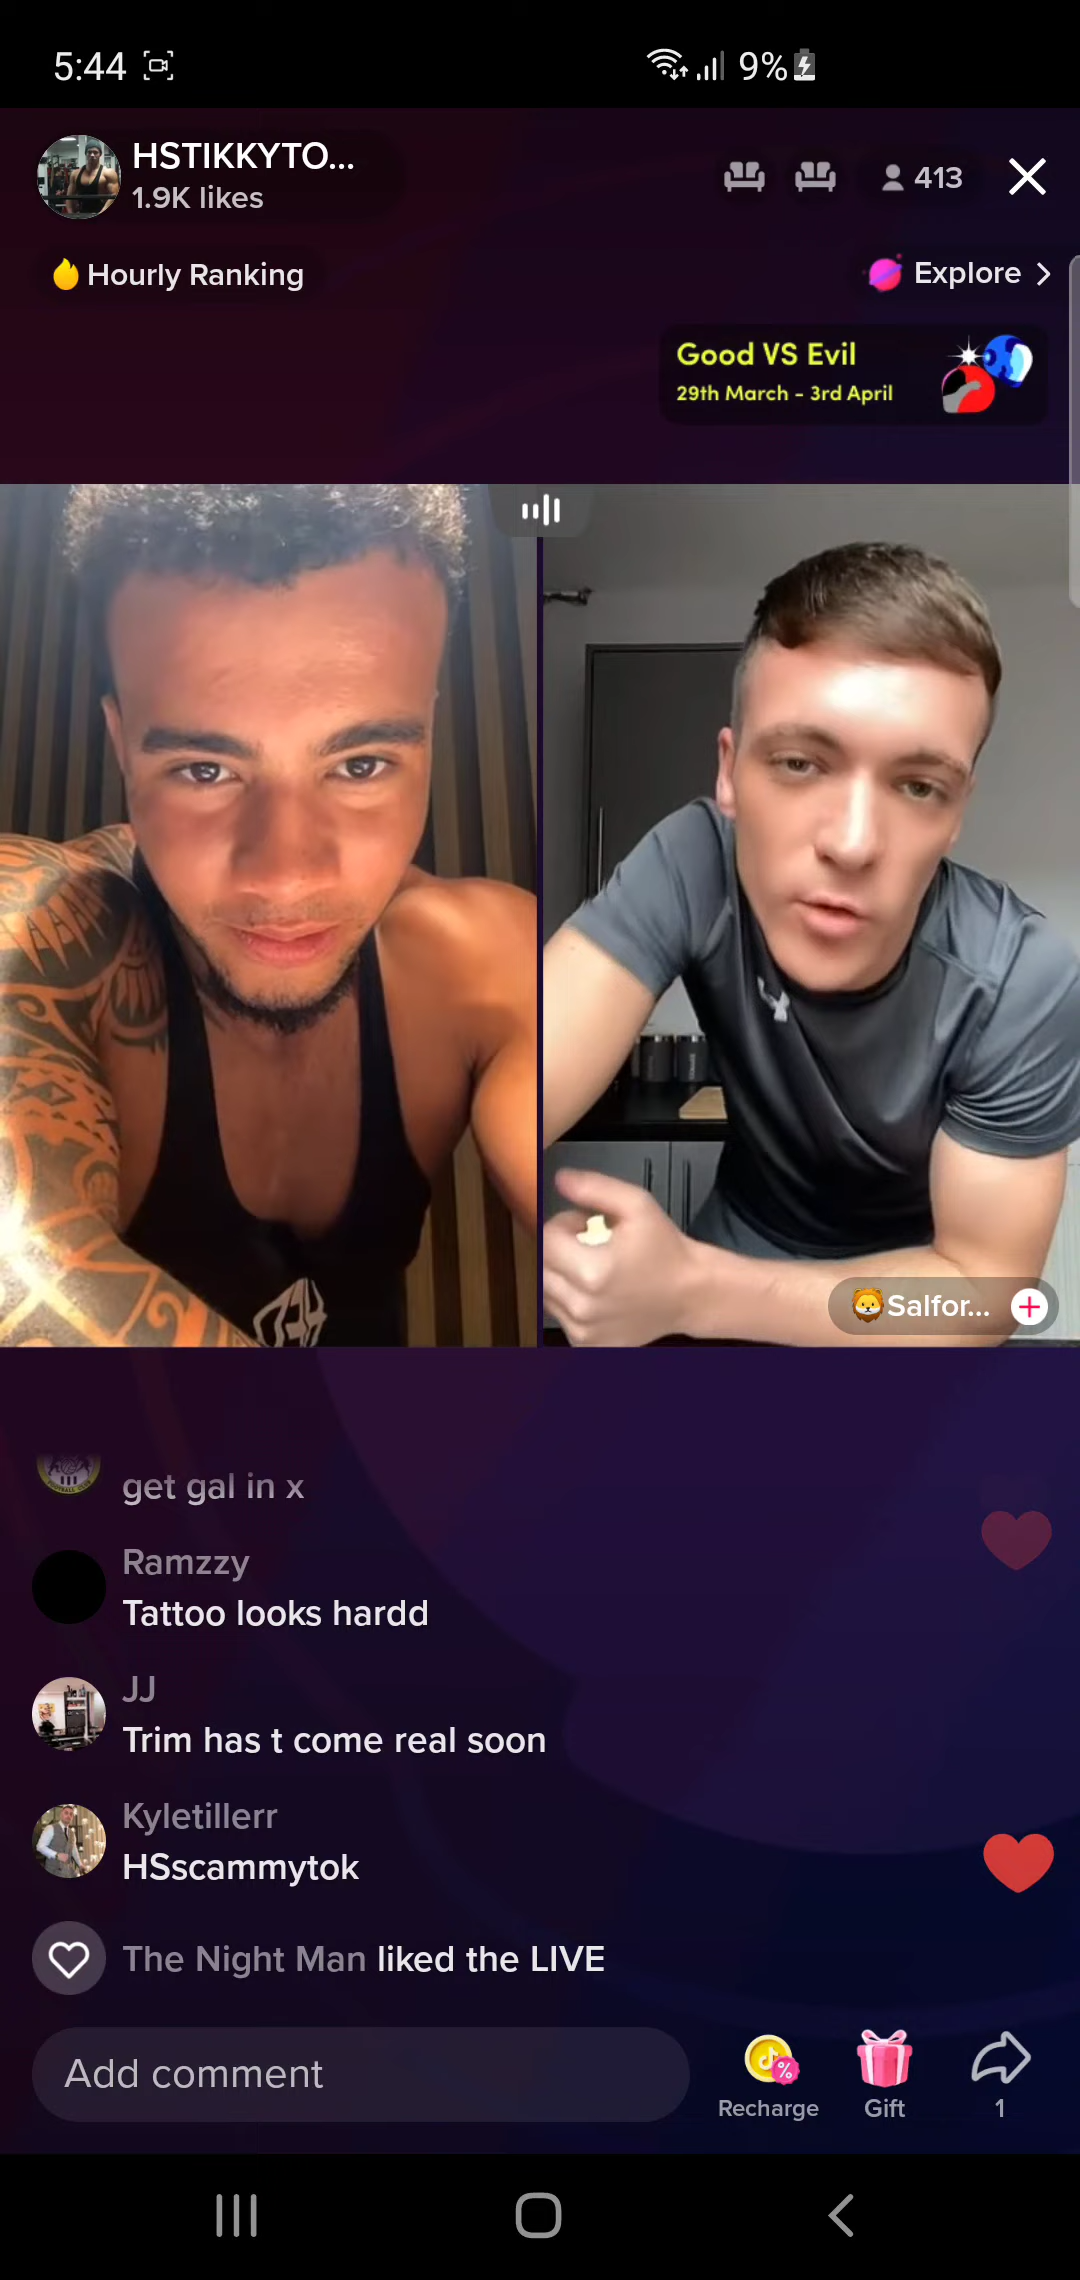 5:44
9%
HSTIKKYTO...
1.9K likes
413
Hourly Ranking
Explore
Good VS Evil
29th March - 3rd April
Salfor...
get gal in x
Ramzzy
Tattoo looks hardd
JJ
Trim has t come real soon
Kyletillerr
HSscammytok
The Night Man liked the LIVE
Add comment
Recharge
Gift
1